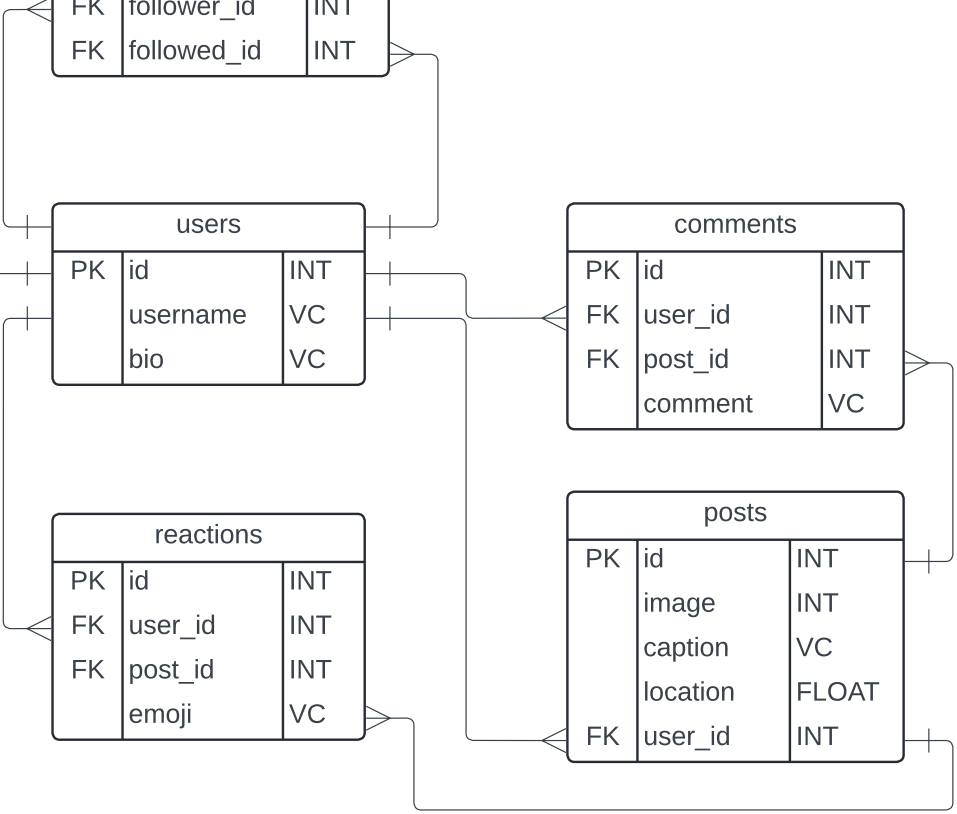 FK follower_id INT
FK followed_id INT
users
PK id INT
username VC
bio VC
comments
PK id INT
FK user_id INT
FK post_id INT
comment VC
reactions
PK id INT
FK user_id INT
FK post_id INT
emoji VC
posts
PK id INT
image INT
caption VC
location FLOAT
FK user_id INT